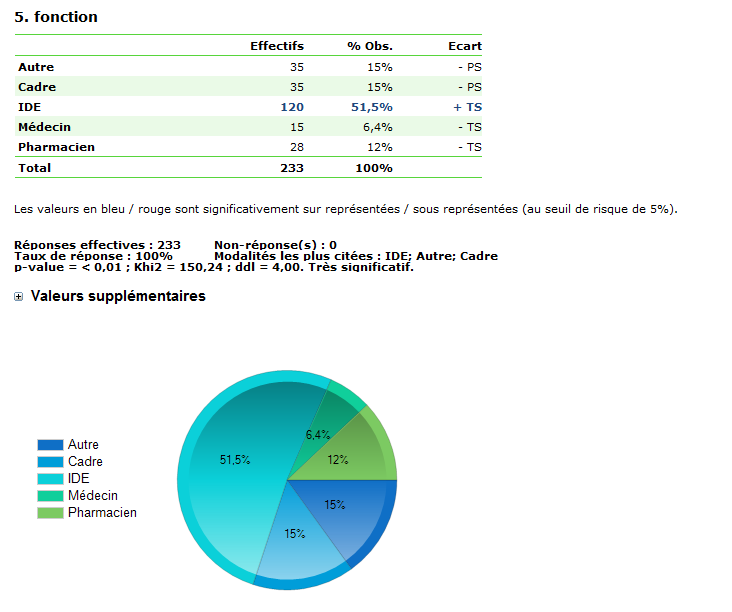 5. fonction
Effectifs % Obs. Ecart
Autre 35 15% - PS
Cadre 35 15% - PS
IDE 120 51,5% + TS
Médecin 15 6,4% - TS
Pharmacien 28 12% - TS
Total 233 100%
Les valeurs en bleu / rouge sont significativement sur représentées / sous représentées (au seuil de risque de 5%).
Réponses effectives : 233 Non-réponse(s) : 0
Taux de réponse : 100% Modalités les plus citées : IDE; Autre; Cadre
p-value = < 0,01 ; Khi2 = 150,24 ; ddl = 4,00. Très significatif.
Valeurs supplémentaires
Autre
Cadre
IDE
Médecin
Pharmacien
6,4%
51,5%
12%
15%
15%